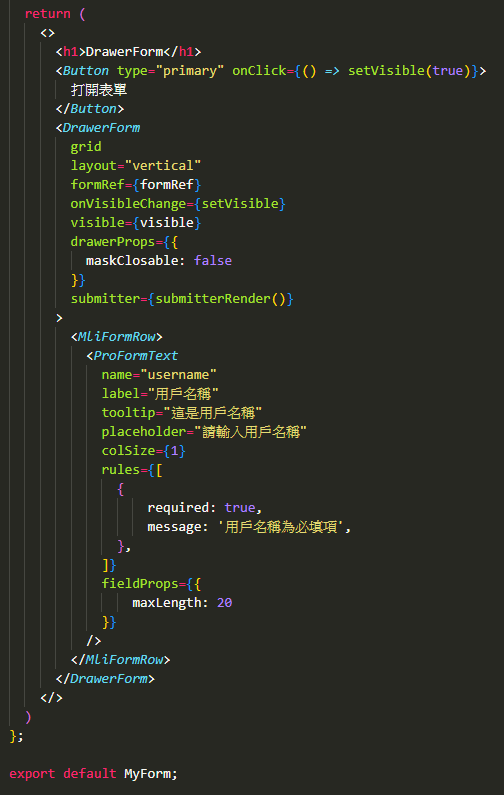 return (
<>
<h1>DrawerForm</h1>
<Button type="primary" onClick={() => setVisible(true)}>
打開表單
</Button>
<DrawerForm
grid
layout="vertical"
formRef={formRef}
onVisibleChange={setVisible}
visible={visible}
drawerProps={{
maskClosable: false
}}
submitter={submitterRender()}
>
<MliFormRow>
<ProFormText
name="username"
label="用戶名稱"
tooltip="這是用戶名稱"
placeholder="請輸入用戶名稱"
colSize={1}
rules={[
{
required: true,
message: '用戶名稱為必填項',
},
]}
fieldProps={{
maxLength: 20
}}
/>
</MliFormRow>
</DrawerForm>
</>
)
};
export default MyForm;